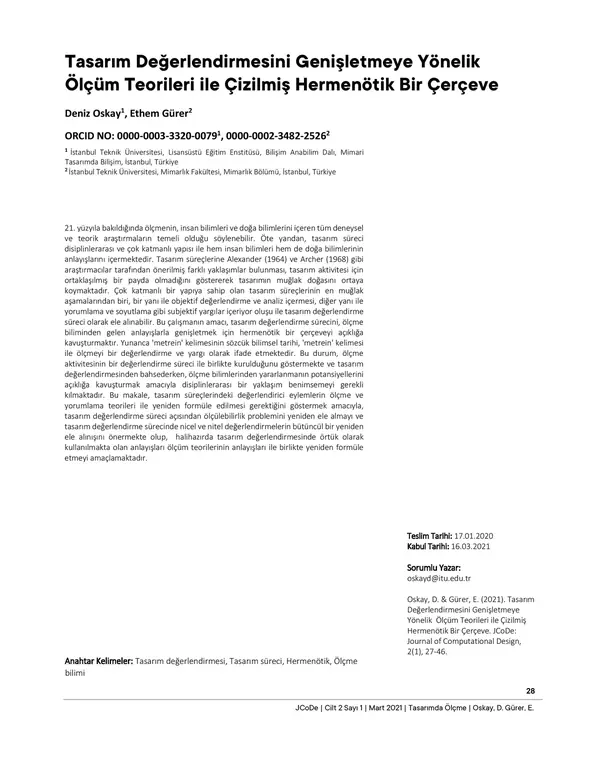 Tasarım Değerlendirmesini Genişletmeye Yönelik
Ölçüm Teorileri ile Çizilmiş Hermenötik Bir Çerçeve
Deniz Oskay1, Ethem Gürer2
ORCID NO: 0000-0003-3320-00791, 0000-0002-3482-25262
1 İstanbul Teknik Üniversitesi, Lisansüstü Eğitim Enstitüsü, Bilişim Anabilim Dalı, Mimari
Tasarımda Bilişim, İstanbul, Türkiye
2 İstanbul Teknik Üniversitesi, Mimarlık Fakültesi, Mimarlık Bölümü, İstanbul, Türkiye
21. yüzyıla bakıldığında ölçmenin, insan bilimleri ve doğa bilimlerini içeren tüm deneysel
ve teorik araştırmaların temeli olduğu söylenebilir. Öte yandan, tasarım süreci
disiplinlerarası ve çok katmanlı yapısı ile hem insan bilimleri hem de doğa bilimlerinin
anlayışlarını içermektedir. Tasarım süreçlerine Alexander (1964) ve Archer (1968) gibi
araştırmacılar tarafından önerilmiş farklı yaklaşımlar bulunması, tasarım aktivitesi için
ortaklaşılmış bir payda olmadığını göstererek tasarımın muğlak doğasını ortaya
koymaktadır. Çok katmanlı bir yapıya sahip olan tasarım süreçlerinin en muğlak
aşamalarından biri, bir yanı ile objektif değerlendirme ve analiz içermesi, diğer yanı ile
yorumlama ve soyutlama gibi subjektif yargılar içeriyor oluşu ile tasarım değerlendirme
süreci olarak ele alınabilir. Bu çalışmanın amacı, tasarım değerlendirme sürecini, ölçme
biliminden gelen anlayışlarla genişletmek için hermenötik bir çerçeveyi açıklığa
kavuşturmaktır. Yunanca 'metrein' kelimesinin sözcük bilimsel tarihi, 'metrein' kelimesi
ile ölçmeyi bir değerlendirme ve yargı olarak ifade etmektedir. Bu durum, ölçme
aktivitesinin bir değerlendirme süreci ile birlikte kurulduğunu göstermekte ve tasarım
değerlendirmesinden bahsederken, ölçme bilimlerinden yararlanmanın potansiyellerini
açıklığa kavuşturmak amacıyla disiplinlerarası bir yaklaşım benimsemeyi gerekli
kılmaktadır. Bu makale, tasarım süreçlerindeki değerlendirici eylemlerin ölçme ve
yorumlama teorileri ile yeniden formüle edilmesi gerektiğini göstermek amacıyla,
tasarım değerlendirme süreci açısından ölçülebilirlik problemini yeniden ele almayı ve
tasarım değerlendirme sürecinde nicel ve nitel değerlendirmelerin bütüncül bir yeniden
ele alınışını önermekte olup,  halihazırda tasarım değerlendirmesinde örtük olarak
kullanılmakta olan anlayışları ölçüm teorilerinin anlayışları ile birlikte yeniden formüle
etmeyi amaçlamaktadır.
Teslim Tarihi: 17.01.2020
Kabul Tarihi: 16.03.2021
Sorumlu Yazar:
oskayd@itu.edu.tr
Oskay, D. & Gürer, E. (2021). Tasarım
Değerlendirmesini Genişletmeye
Yönelik  Ölçüm Teorileri ile Çizilmiş
Hermenötik Bir Çerçeve. JCoDe:
Journal of Computational Design,
2(1), 27-46.
Anahtar Kelimeler: Tasarım değerlendirmesi, Tasarım süreci, Hermenötik, Ölçme
bilimi
28
JCoDe | Cilt 2 Sayı 1 | Mart 2021 | Tasarımda Ölçme | Oskay, D. Gürer, E.